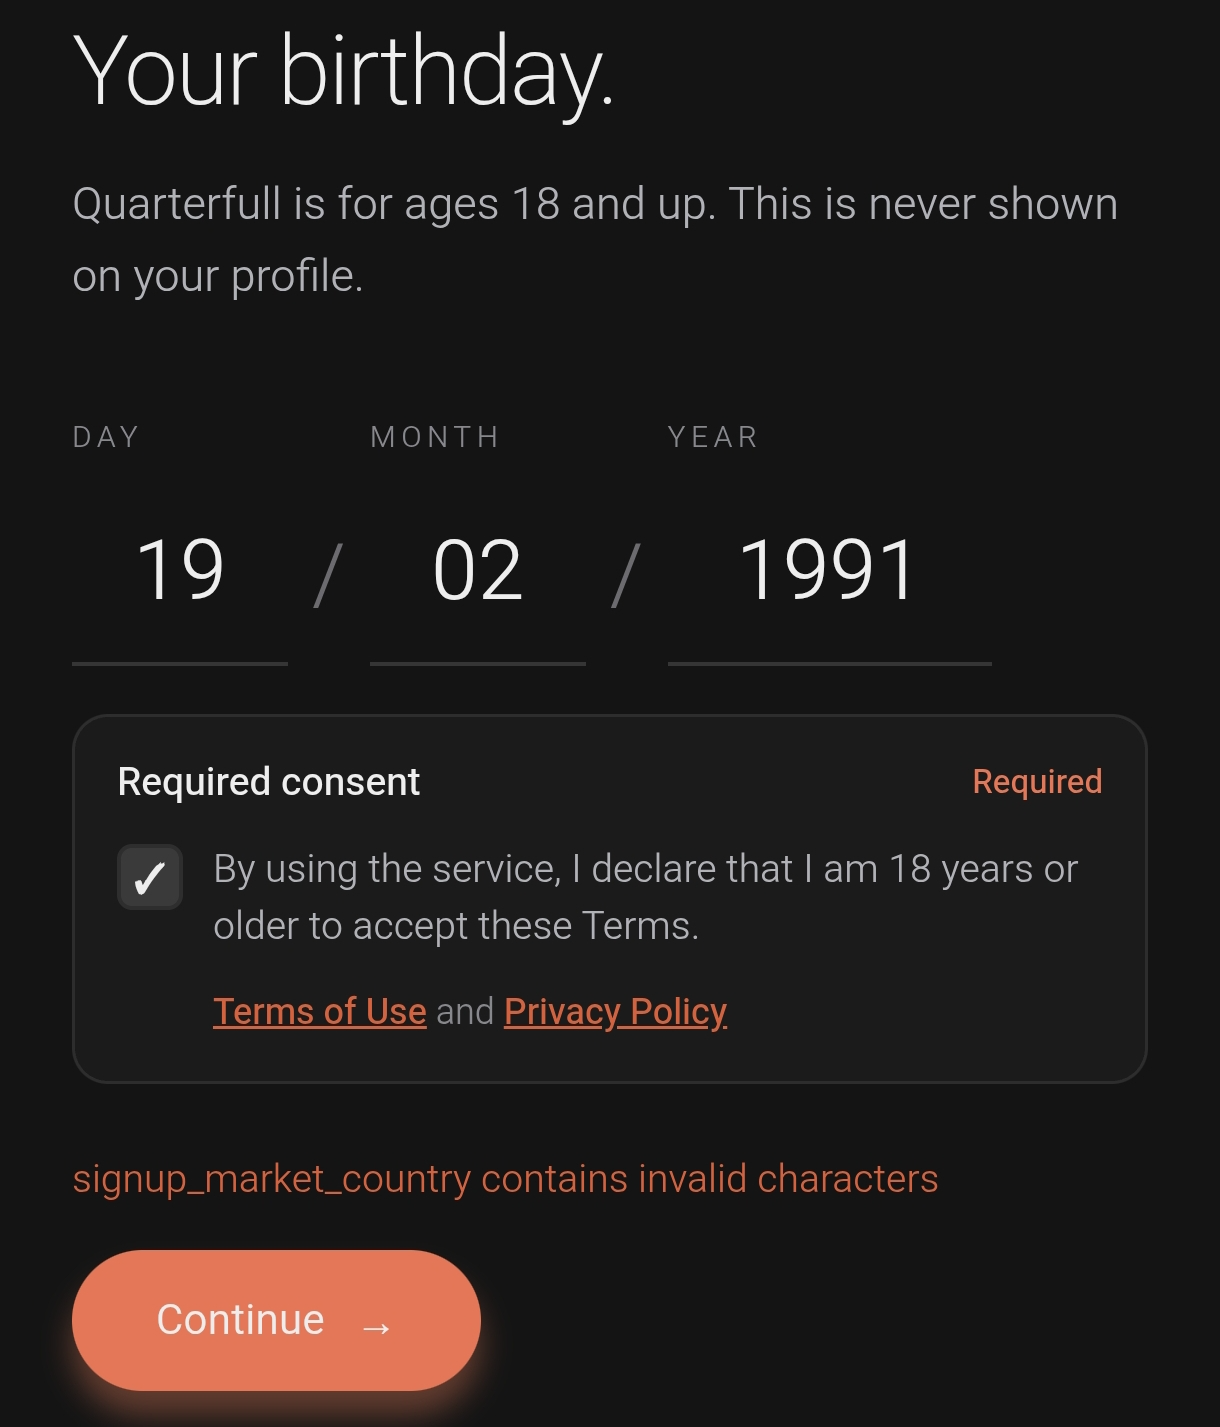 Your birthday.
Quarterfull is for ages 18 and up. This is never shown
on your profile.
DAY MONTH YEAR
19 / 02 / 1991
Required consent Required
✓ By using the service, I declare that I am 18 years or
older to accept these Terms.
Terms of Use and Privacy Policy
signup_market_country contains invalid characters
Continue →